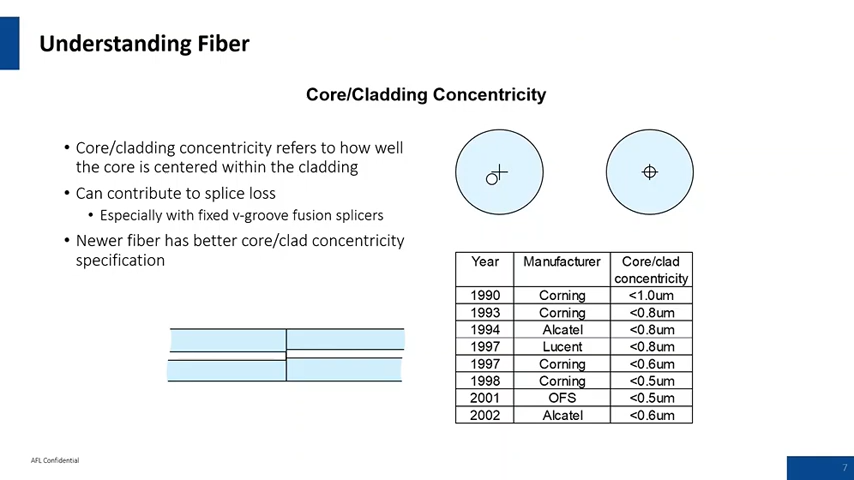 Understanding Fiber
Core/Cladding Concentricity
• Core/cladding concentricity refers to how well
the core is centered within the cladding
• Can contribute to splice loss
• Especially with fixed v-groove fusion splicers
• Newer fiber has better core/clad concentricity
specification
Year Manufacturer Core/clad
concentricity
1990 Corning <1.0um
1993 Corning <0.8um
1994 Alcatel <0.8um
1997 Lucent <0.8um
1997 Corning <0.6um
1998 Corning <0.5um
2001 OFS <0.5um
2002 Alcatel <0.6um
AFL Confidential
7